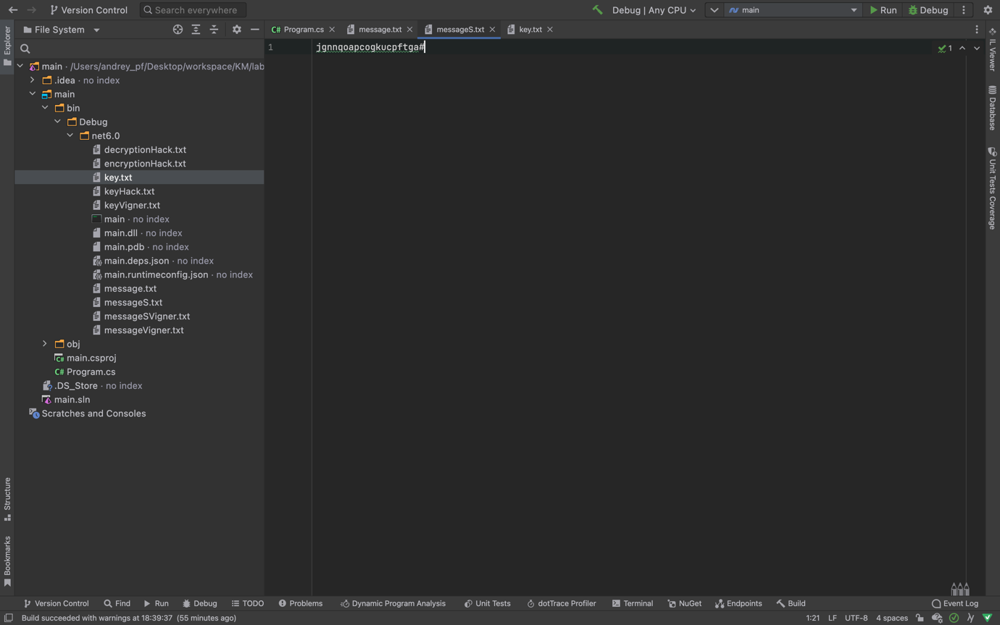 Version Control
Search everywhere
Debug | Any CPU
main
Run
Debug
Explorer
File System
C# Program.cs
message.txt
messageS.txt
key.txt
IL Viewer
Database
Unit Tests Coverage
1
jgnnqoapcogkucpftga#
1
main · /Users/andrey_pf/Desktop/workspace/KM/lab
.idea · no index
main
bin
Debug
net6.0
decryptionHack.txt
encryptionHack.txt
key.txt
keyHack.txt
keyVigner.txt
main · no index
main.dll · no index
main.pdb · no index
main.deps.json · no index
main.runtimeconfig.json · no index
message.txt
messageS.txt
messageSVigner.txt
messageVigner.txt
obj
C# main.csproj
C# Program.cs
.DS_Store · no index
main.sln
Scratches and Consoles
Structure
Bookmarks
Version Control
Find
Run
Debug
TODO
Problems
Dynamic Program Analysis
Unit Tests
dotTrace Profiler
Terminal
NuGet
Endpoints
Build
Event Log
Build succeeded with warnings at 18:39:37 (55 minutes ago)
1:21
LF
UTF-8
4 spaces